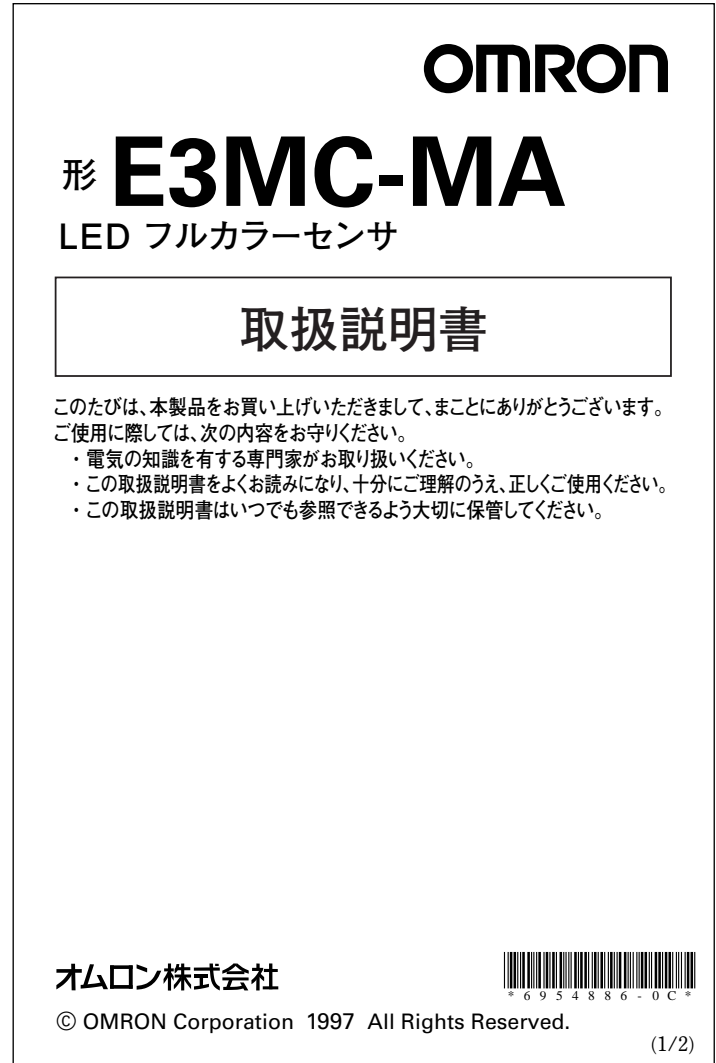 OMRON
形 E3MC-MA
LED フルカラーセンサ
取扱説明書
このたびは、本製品をお買い上げいただきまして、まことにありがとうございます。
ご使用に際しては、次の内容をお守りください。
・電気の知識を有する専門家がお取り扱いください。
・この取扱説明書をよくお読みになり、十分にご理解のうえ、正しくご使用ください。
・この取扱説明書はいつでも参照できるよう大切に保管してください。
オムロン株式会社
*6954886-0C*
© OMRON Corporation 1997 All Rights Reserved.
(1/2)